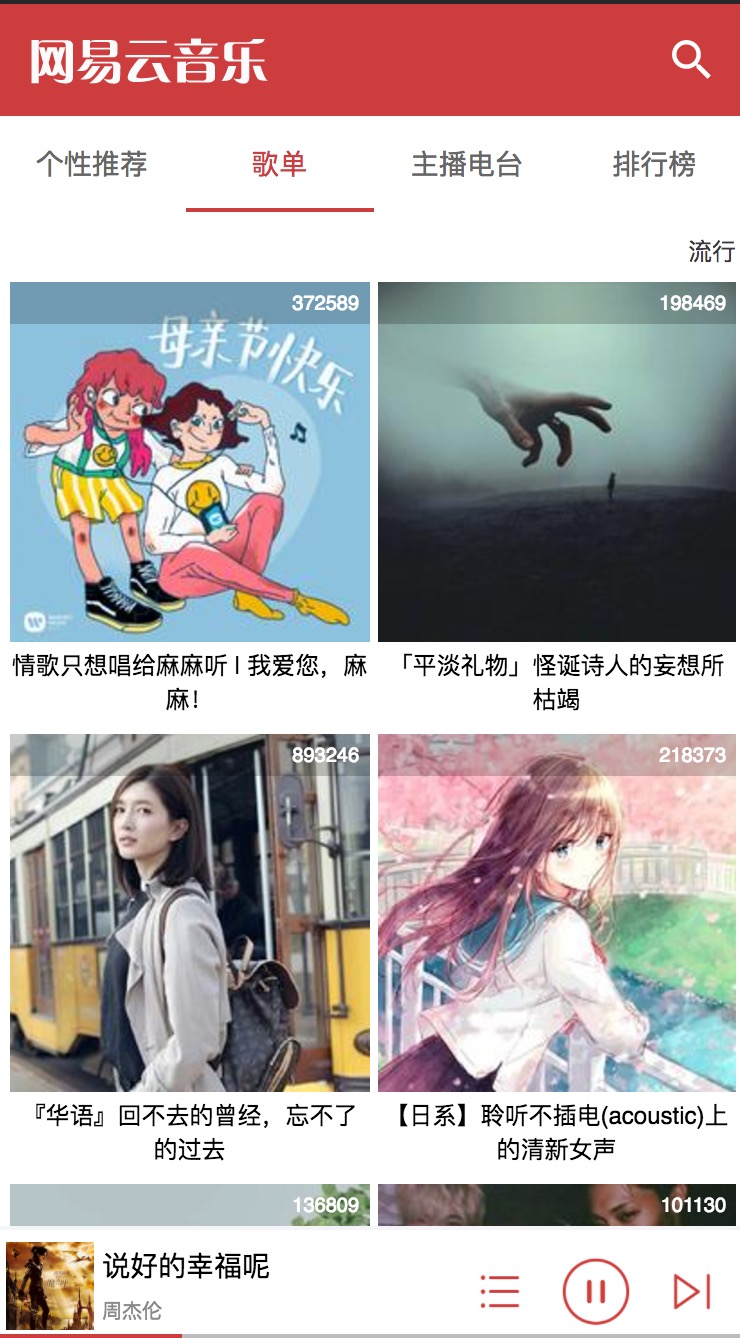 网易云音乐
个性推荐 歌单 主播电台 排行榜
流行
372589
母亲节快乐
198469
情歌只想唱给麻麻听 | 我爱您，麻
麻！
「平淡礼物」怪诞诗人的妄想所
枯竭
893246
218373
『华语』回不去的曾经，忘不了
的过去
【日系】聆听不插电(acoustic)上
的清新女声
136809
101130
说好的幸福呢
周杰伦